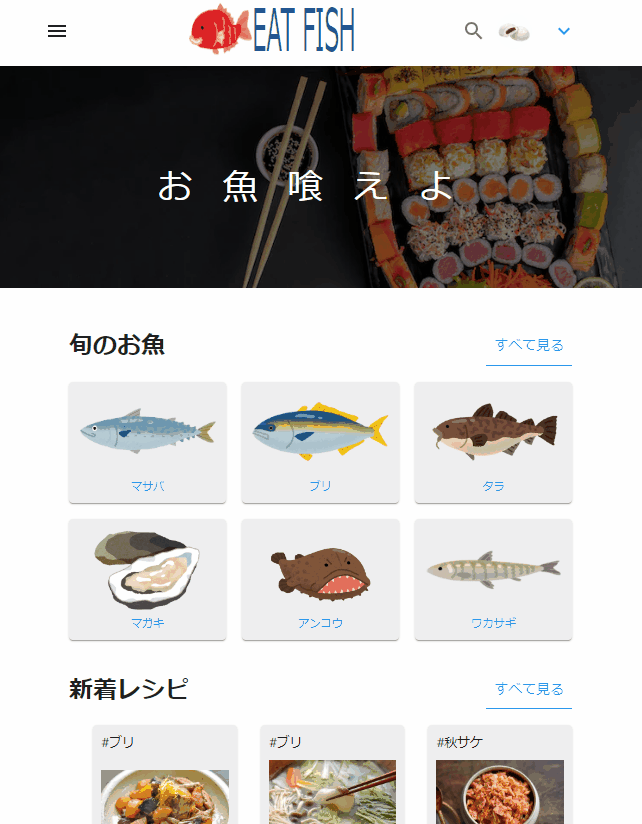 EAT FISH
お魚喰えよ
旬のお魚
すべて見る
マサバ
ブリ
タラ
マガキ
アンコウ
ワカサギ
新着レシピ
すべて見る
#ブリ
#ブリ
#秋サケ